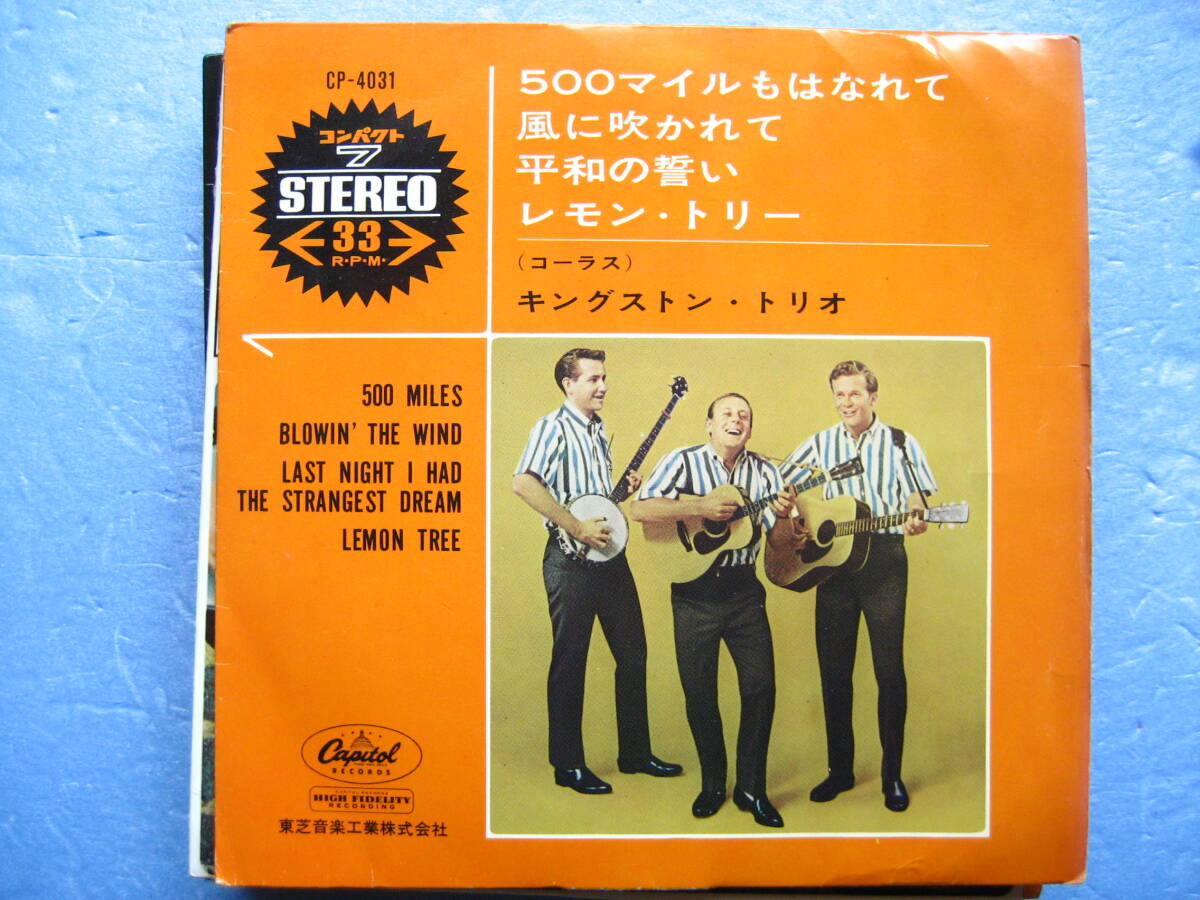 CP-4031
コンパクト
7
STEREO
33
R・P・M・
500マイルもはなれて
風に吹かれて
平和の誓い
レモン・トリー
(コーラス)
キングストン・トリオ
500 MILES
BLOWIN' THE WIND
LAST NIGHT I HAD
THE STRANGEST DREAM
LEMON TREE
Capitol
RECORDS
CAPITOL RECORDS
HIGH FIDELITY
RECORDING
東芝音楽工業株式会社